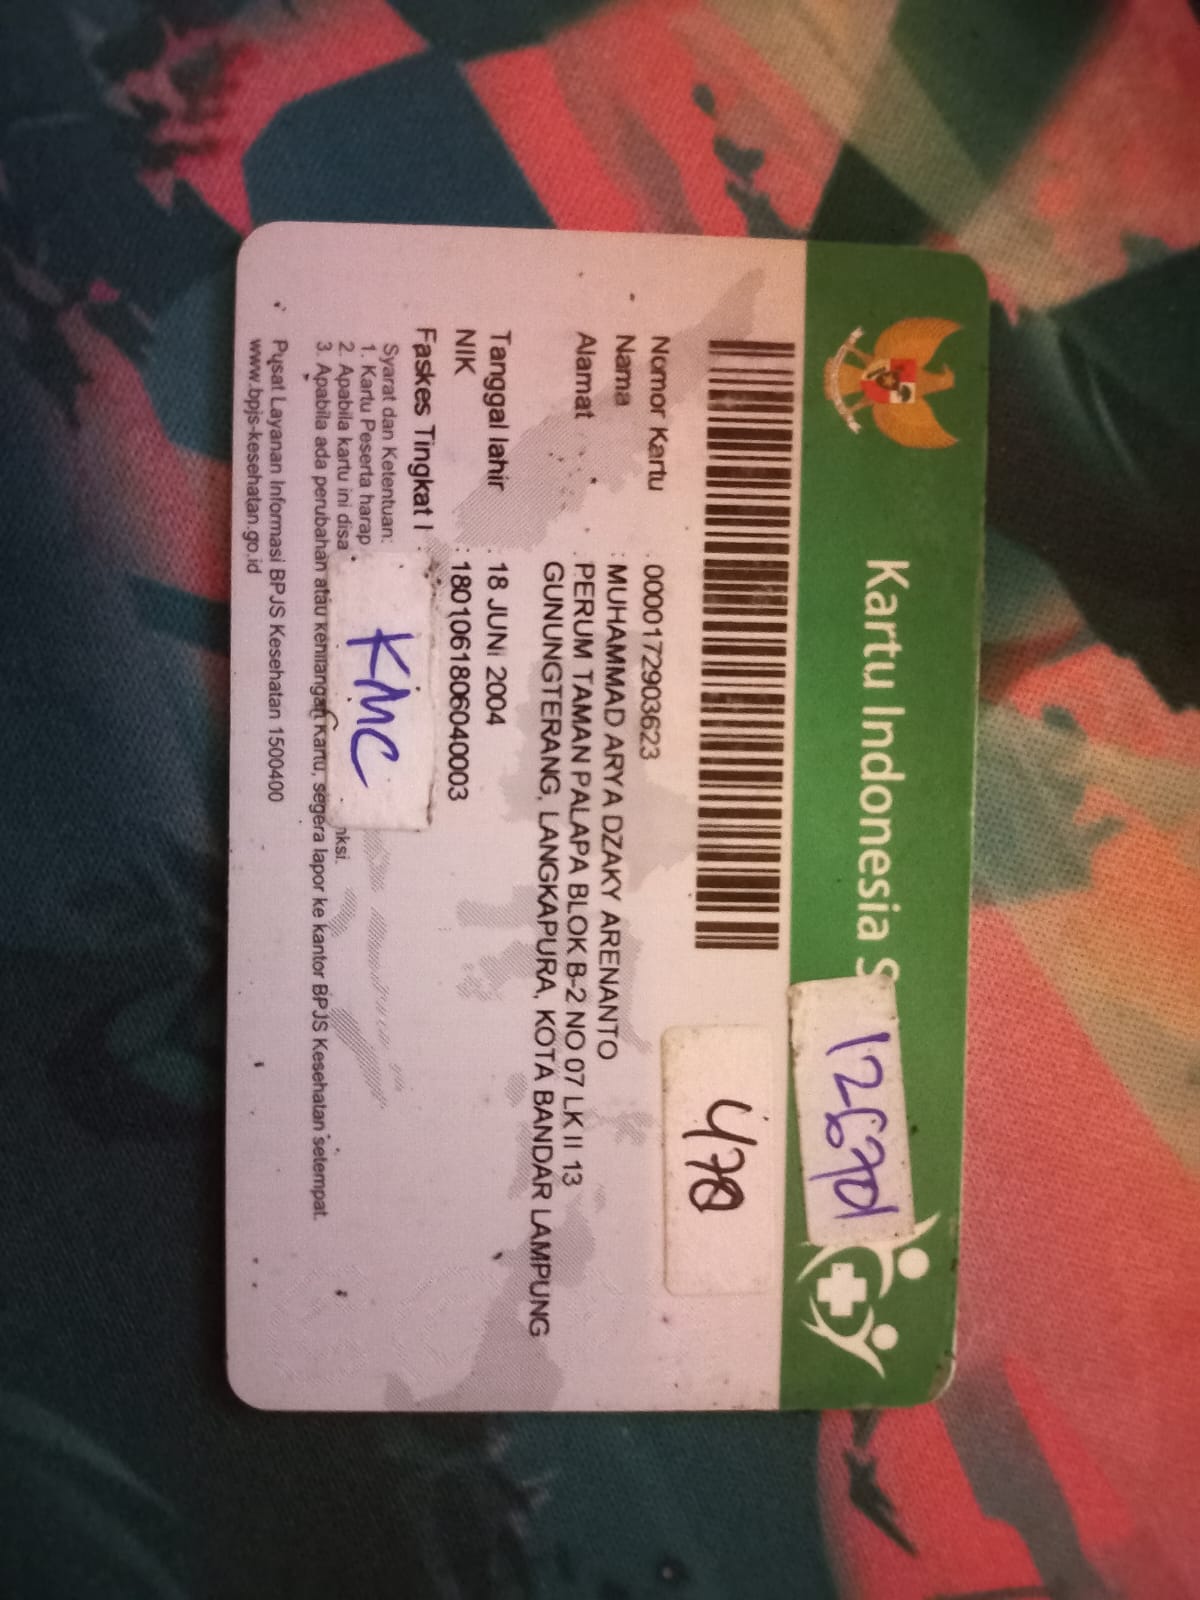 Kartu Indonesia S
126701
478
Nomor Kartu : 0000172903623
Nama : MUHAMMAD ARYA DZAKY ARENANTO
Alamat : PERUM TAMAN PALAPA BLOK B-2 NO 07 LK II 13
GUNUNGTERANG, LANGKAPURA, KOTA BANDAR LAMPUNG
Tanggal lahir : 18 JUNI 2004
NIK : 1801061806040003
Faskes Tingkat I :
KMC
Syarat dan Ketentuan:
1. Kartu Peserta harap
2. Apabila kartu ini disa nksi.
3. Apabila ada perubahan atau kehilangan Kartu, segera lapor ke kantor BPJS Kesehatan setempat.
Pusat Layanan Informasi BPJS Kesehatan 1500400
www.bpjs-kesehatan.go.id